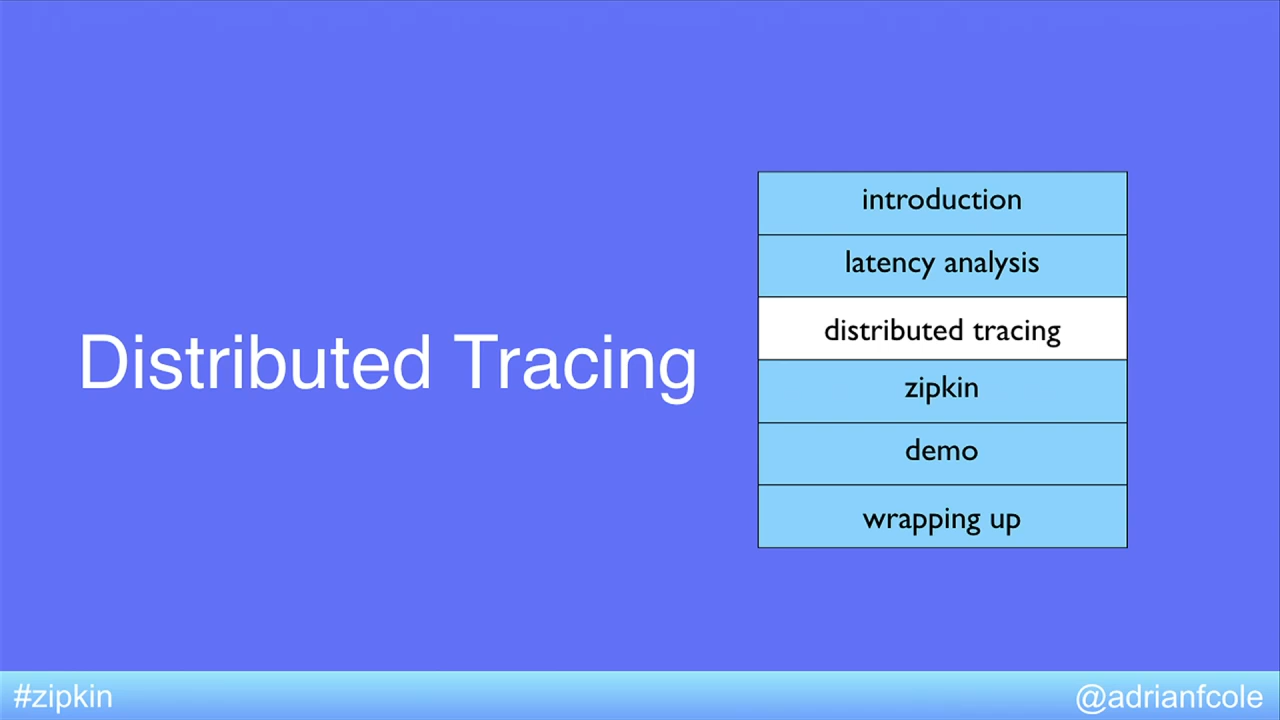 Distributed Tracing
introduction
latency analysis
distributed tracing
zipkin
demo
wrapping up
#zipkin
@adrianfcole